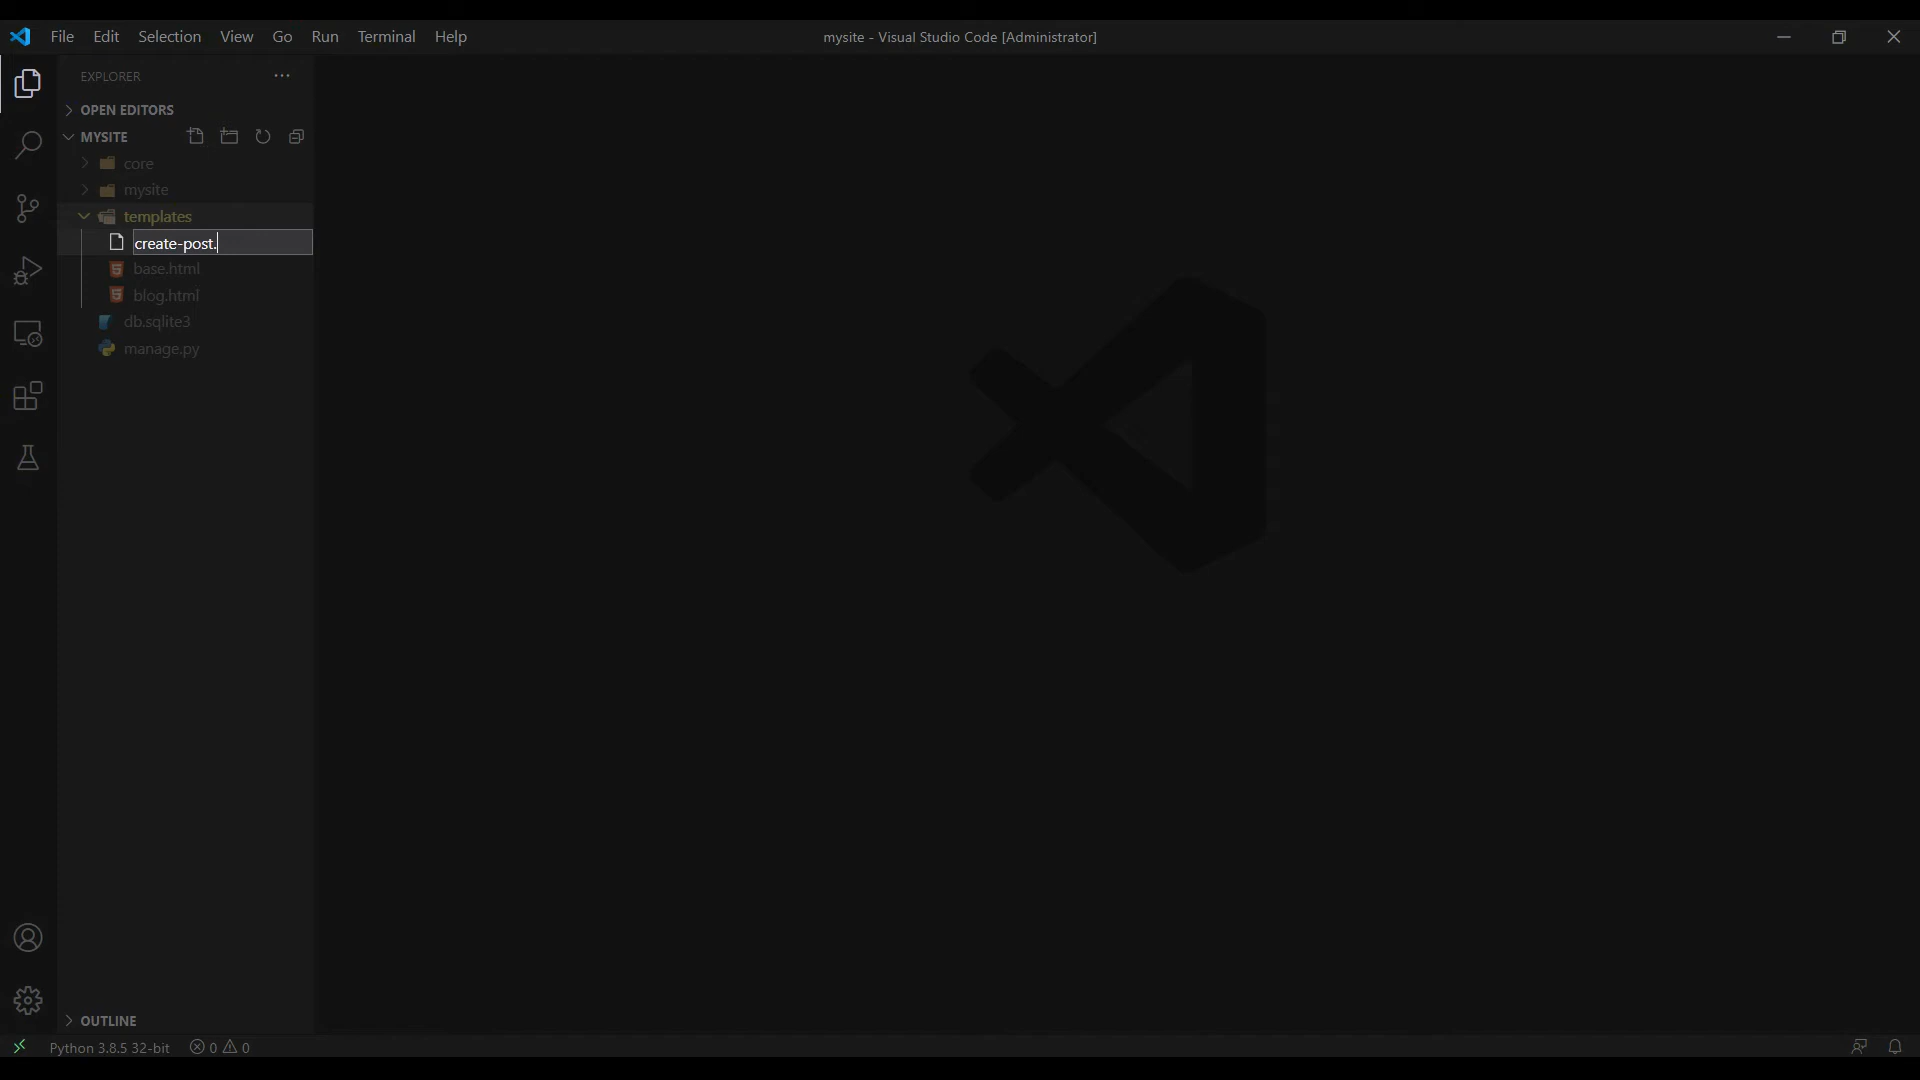 File Edit Selection View Go Run Terminal Help
mysite - Visual Studio Code [Administrator]
EXPLORER
OPEN EDITORS
MYSITE
core
mysite
templates
create-post.
base.html
blog.html
db.sqlite3
manage.py
OUTLINE
Python 3.8.5 32-bit 0 0